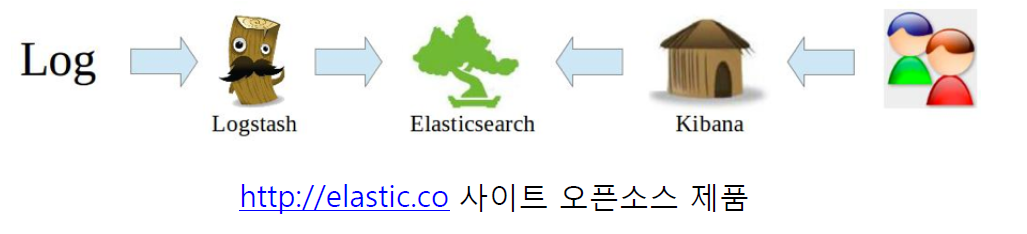 Log
Logstash
Elasticsearch
Kibana
http://elastic.co 사이트 오픈소스 제품